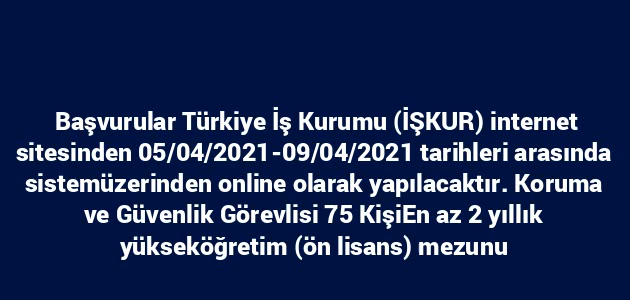 Başvurular Türkiye İş Kurumu (İŞKUR) internet
sitesinden 05/04/2021-09/04/2021 tarihleri arasında
sistemüzerinden online olarak yapılacaktır. Koruma
ve Güvenlik Görevlisi 75 KişiEn az 2 yıllık
yükseköğretim (ön lisans) mezunu